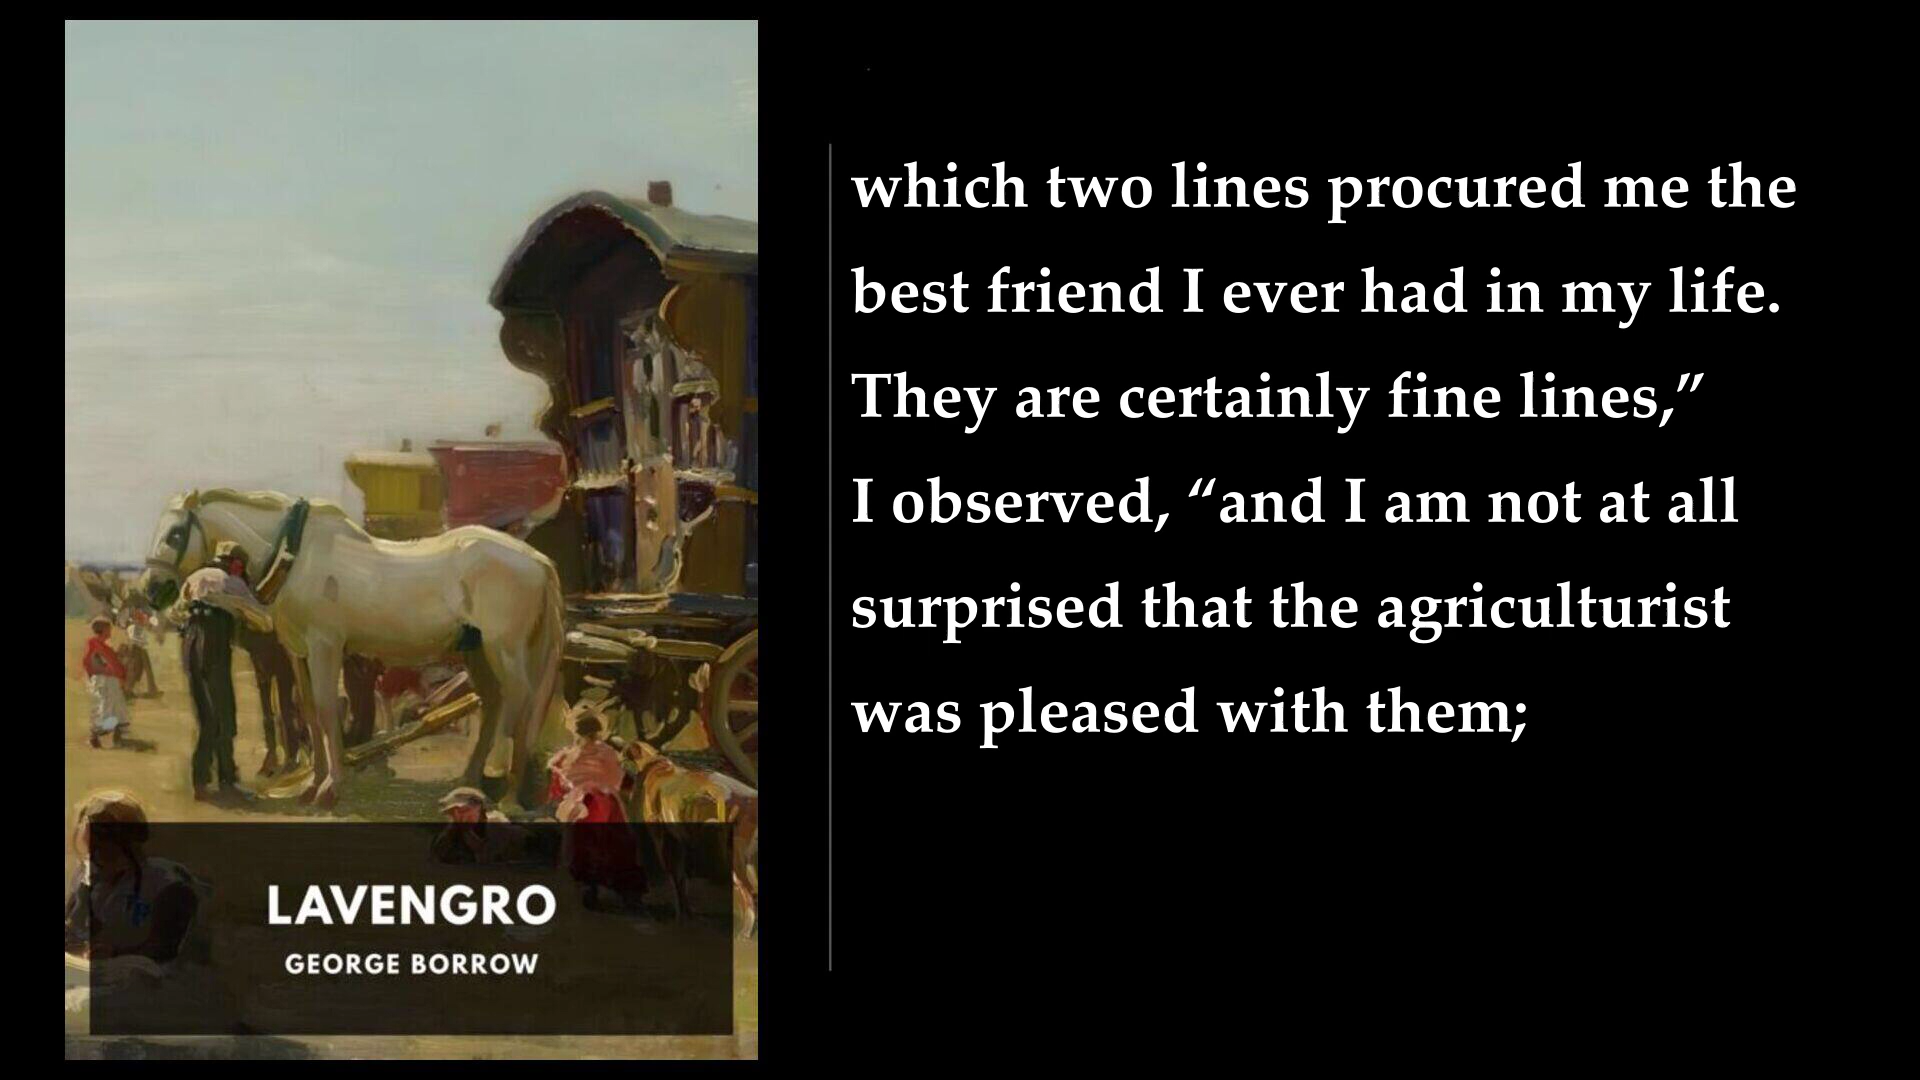 LAVENGRO
GEORGE BORROW
which two lines procured me the
best friend I ever had in my life.
They are certainly fine lines,”
I observed, “and I am not at all
surprised that the agriculturist
was pleased with them;